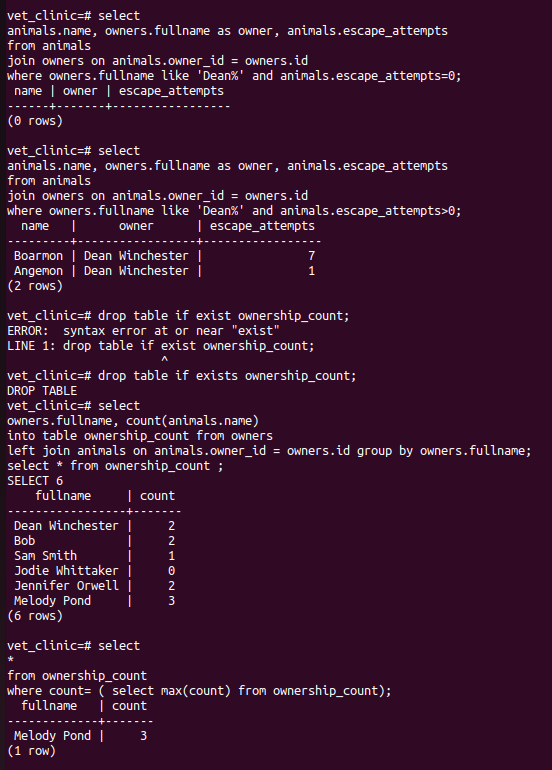 vet_clinic=# select
animals.name, owners.fullname as owner, animals.escape_attempts
from animals
join owners on animals.owner_id = owners.id
where owners.fullname like 'Dean%' and animals.escape_attempts=0;
 name | owner | escape_attempts
------+-------+-----------------
(0 rows)

vet_clinic=# select
animals.name, owners.fullname as owner, animals.escape_attempts
from animals
join owners on animals.owner_id = owners.id
where owners.fullname like 'Dean%' and animals.escape_attempts>0;
  name   |      owner      | escape_attempts
---------+-----------------+-----------------
 Boarmon | Dean Winchester |               7
 Angemon | Dean Winchester |               1
(2 rows)

vet_clinic=# drop table if exist ownership_count;
ERROR:  syntax error at or near "exist"
LINE 1: drop table if exist ownership_count;
                      ^
vet_clinic=# drop table if exists ownership_count;
DROP TABLE
vet_clinic=# select
owners.fullname, count(animals.name)
into table ownership_count from owners
left join animals on animals.owner_id = owners.id group by owners.fullname;
select * from ownership_count ;
SELECT 6
    fullname     | count
-----------------+-------
 Dean Winchester |     2
 Bob             |     2
 Sam Smith       |     1
 Jodie Whittaker |     0
 Jennifer Orwell |     2
 Melody Pond     |     3
(6 rows)

vet_clinic=# select
*
from ownership_count
where count= ( select max(count) from ownership_count);
  fullname   | count
-------------+-------
 Melody Pond |     3
(1 row)